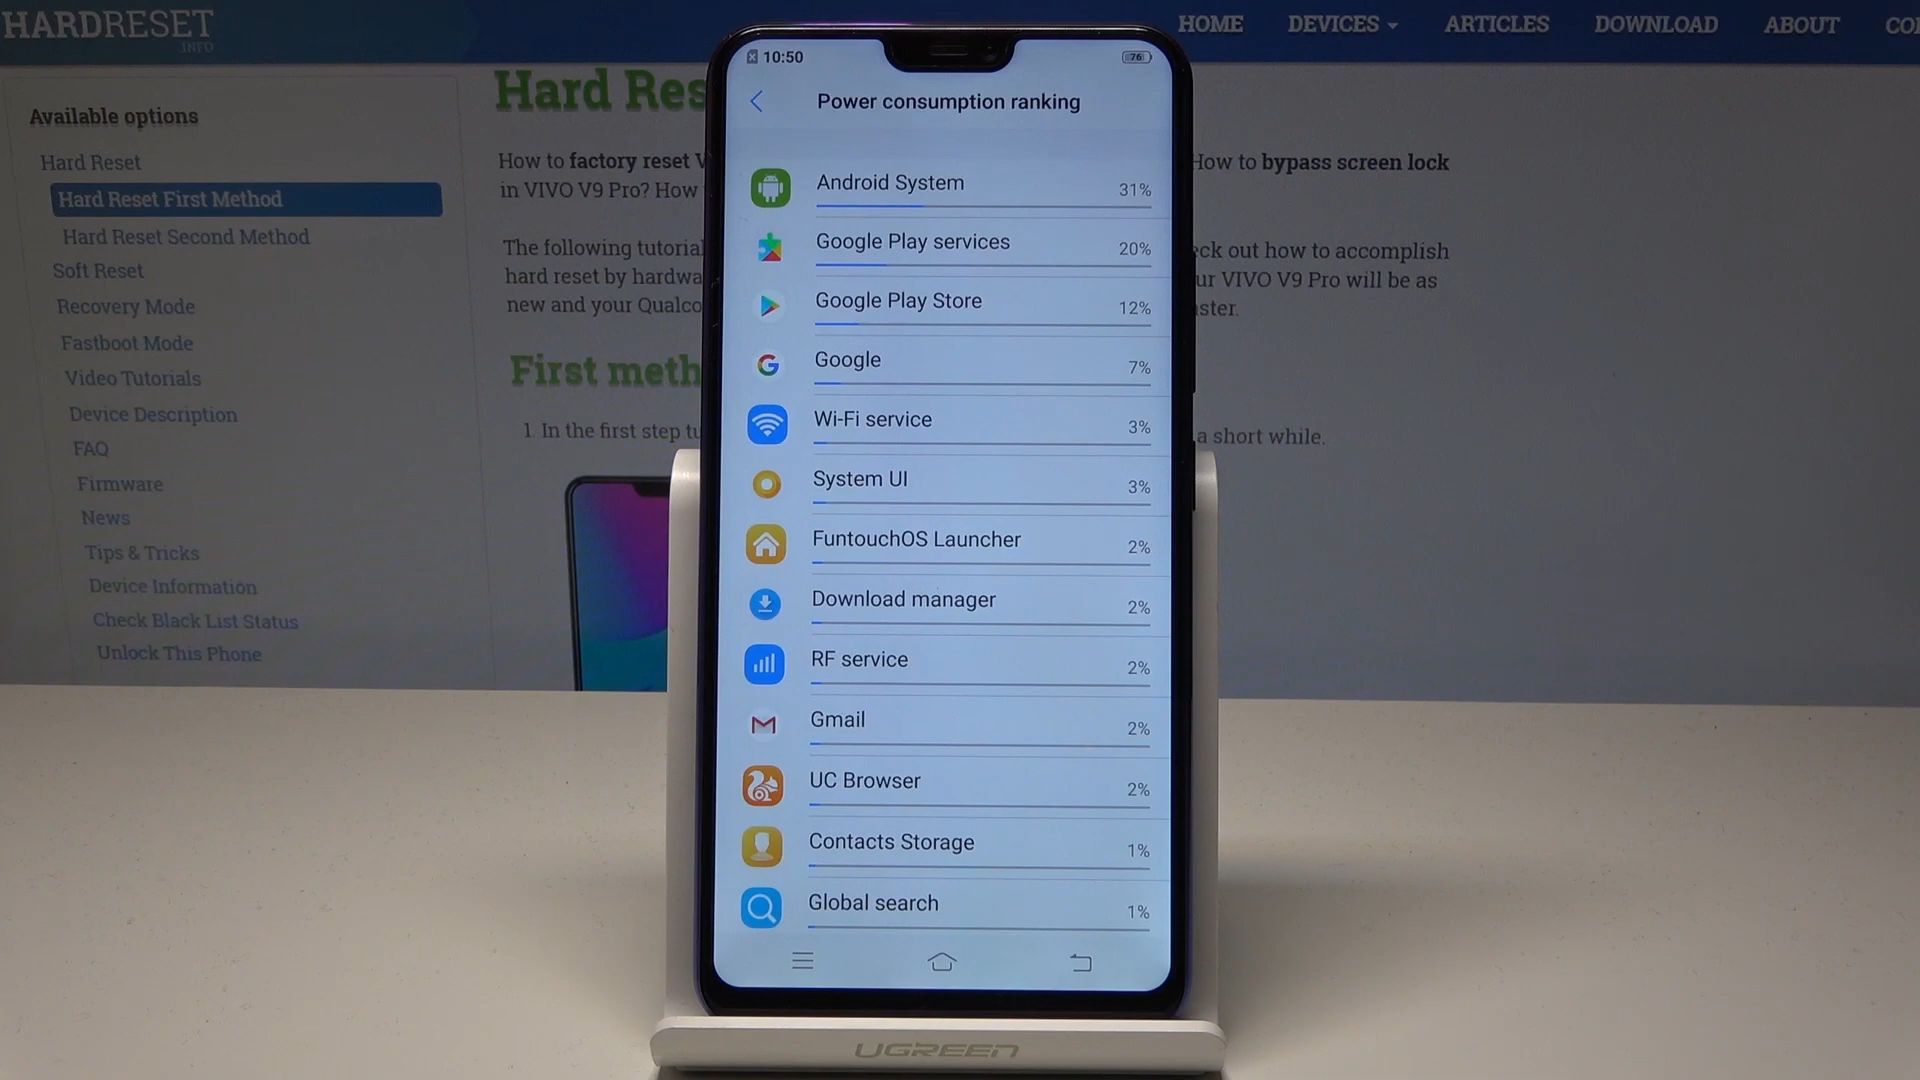 HARDRESET
.INFO
HOME DEVICES ARTICLES DOWNLOAD ABOUT
Available options
Hard Reset
Hard Reset First Method
Hard Reset Second Method
Soft Reset
Recovery Mode
Fastboot Mode
Video Tutorials
Device Description
FAQ
Firmware
News
Tips & Tricks
Device Information
Check Black List Status
Unlock This Phone
Hard Res
How to factory reset V
in VIVO V9 Pro? How
The following tutorial
hard reset by hardwa
new and your Qualco
First meth
1. In the first step tu
10:50
76
Power consumption ranking
Android System 31%
Google Play services 20%
Google Play Store 12%
Google 7%
Wi-Fi service 3%
System UI 3%
FuntouchOS Launcher 2%
Download manager 2%
RF service 2%
Gmail 2%
UC Browser 2%
Contacts Storage 1%
Global search 1%
How to bypass screen lock
eck out how to accomplish
ur VIVO V9 Pro will be as
ster.
a short while.
UGREEN